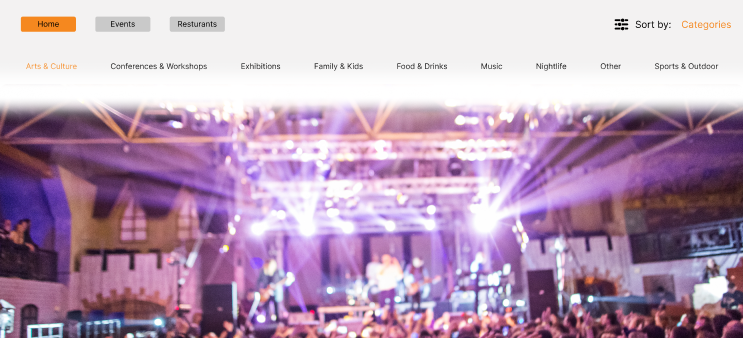 Home Events Resturants Sort by: Categories
Arts & Culture Conferences & Workshops Exhibitions Family & Kids Food & Drinks Music Nightlife Other Sports & Outdoor